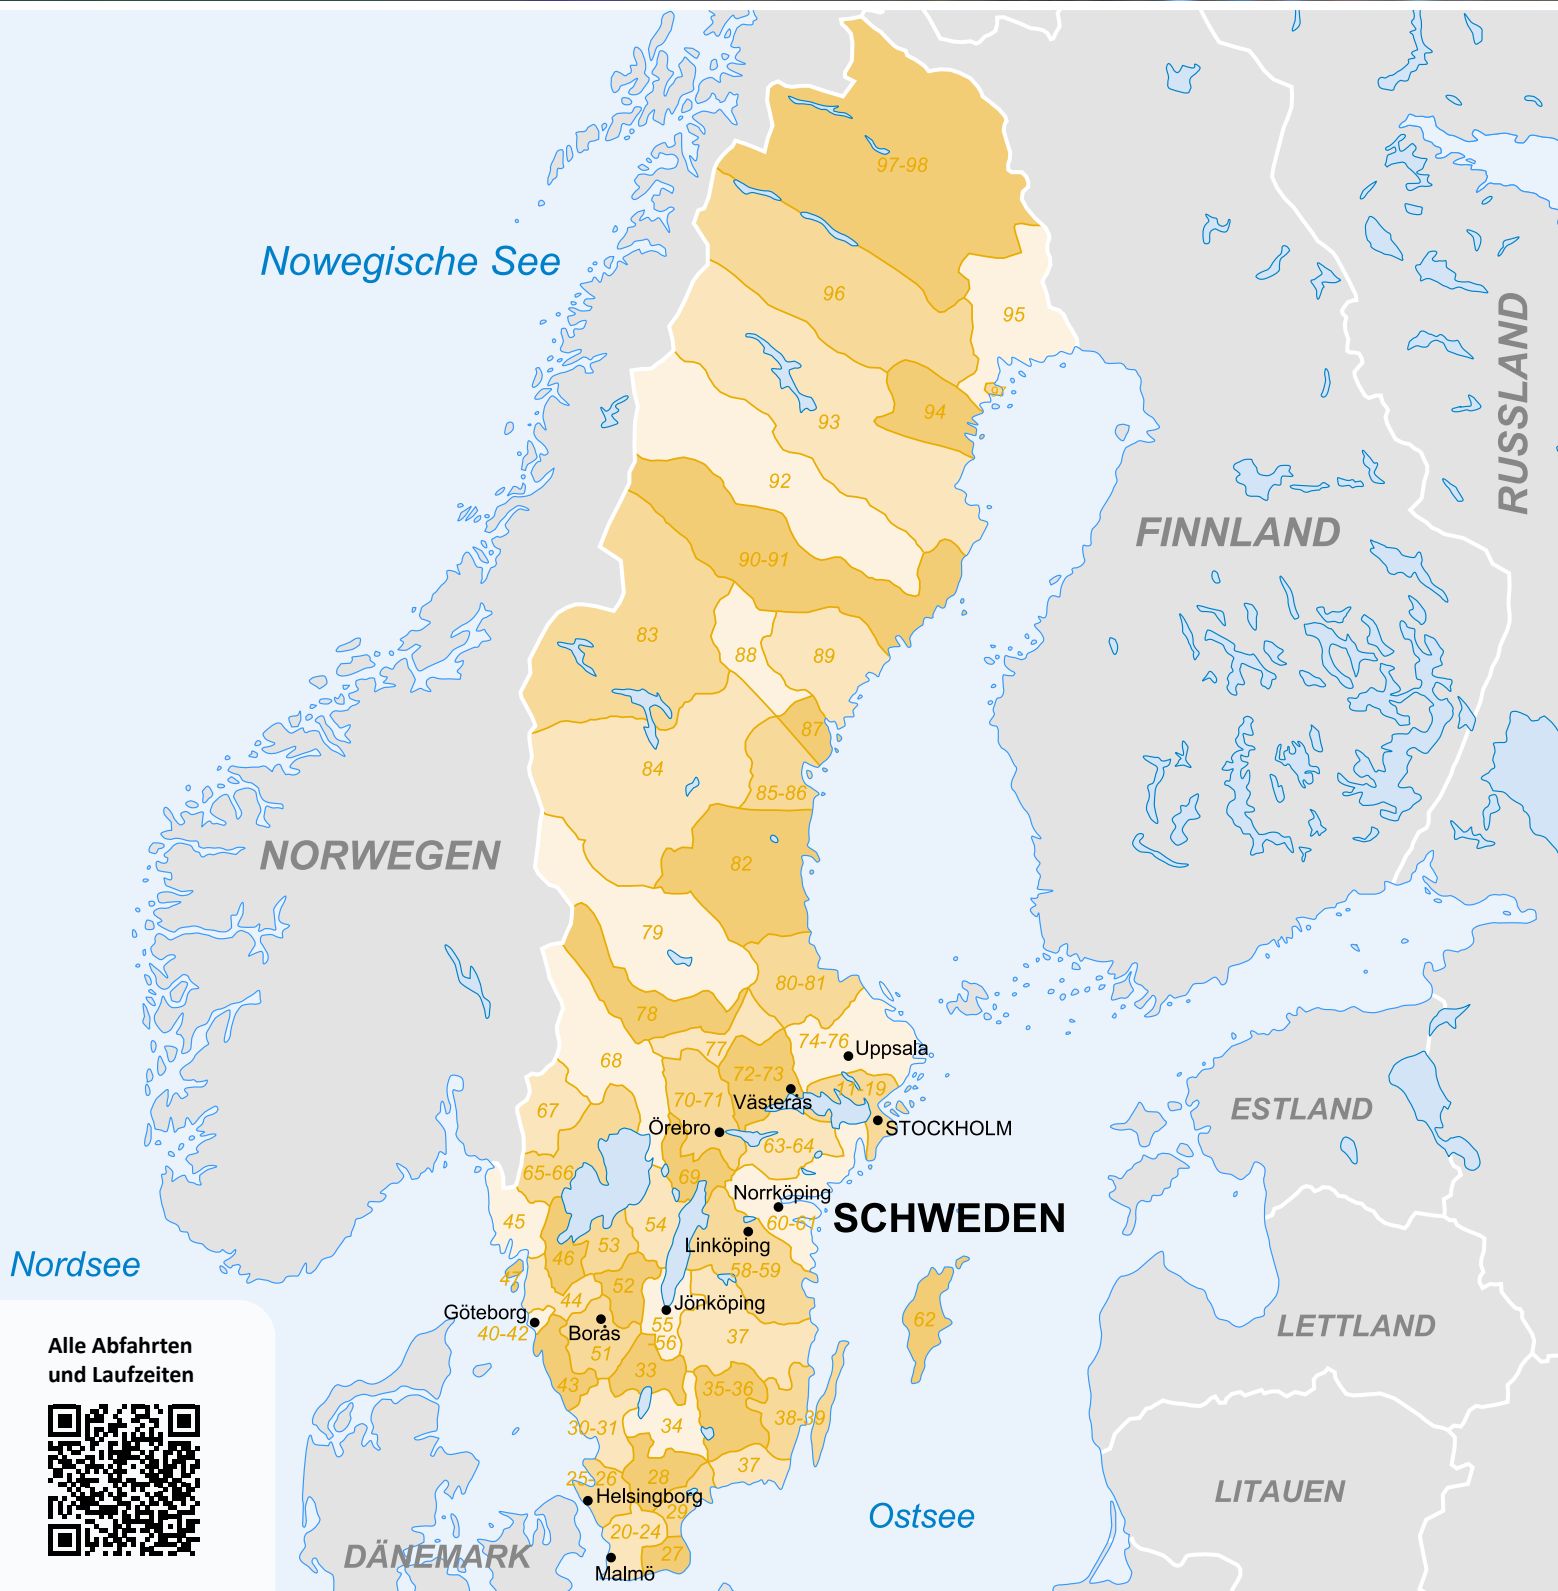 97-98
Nowegische See
96
95
RUSSLAND
97
94
93
92
FINNLAND
90-91
83
88
89
87
84
85-86
NORWEGEN
82
79
80-81
78
74-76
77
Uppsala
68
72-73
11-19
70-71
Västerås
67
ESTLAND
Örebro
STOCKHOLM
63-64
65-66
69
Norrköping
SCHWEDEN
45
54
60-61
53
Linköping
46
Nordsee
58-59
47
52
44
Jönköping
Göteborg
62
40-42
Borås
55
-56
37
LETTLAND
51
Alle Abfahrten
und Laufzeiten
33
43
35-36
30-31
34
38-39
37
25-26
28
LITAUEN
Helsingborg
29
Ostsee
20-24
27
DÄNEMARK
Malmö